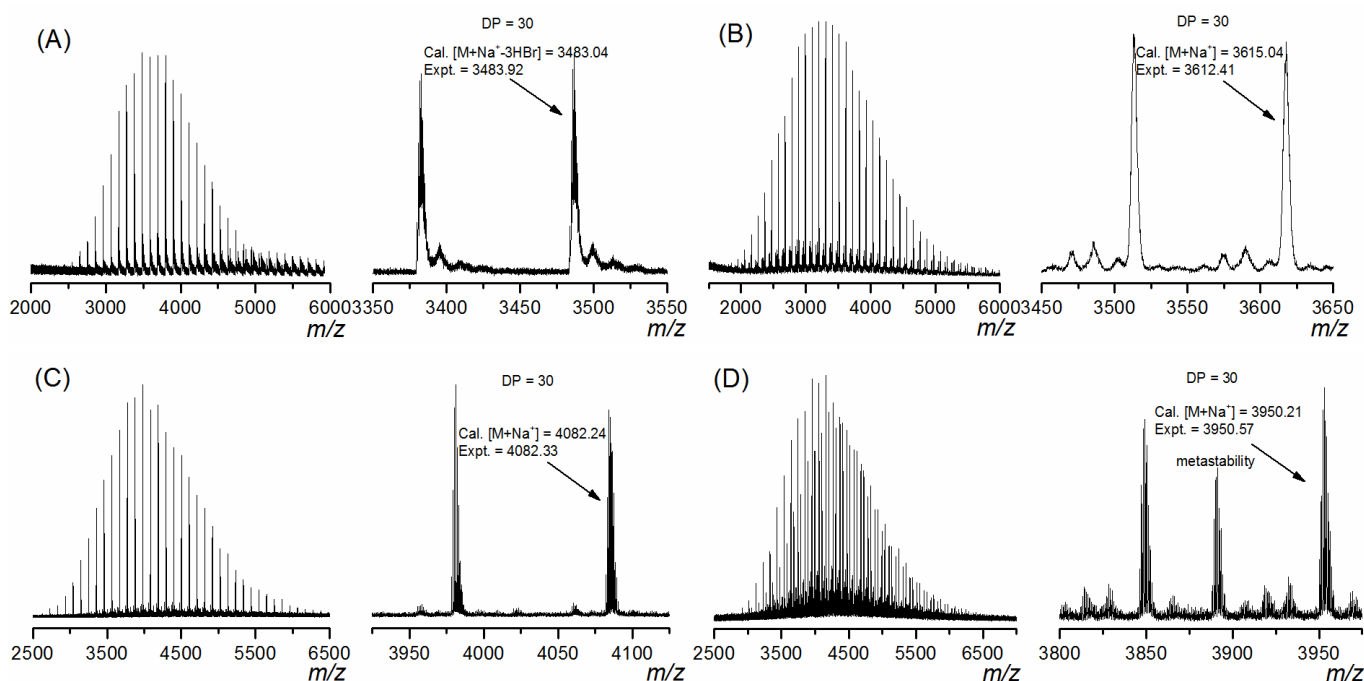 (A)
DP = 30
Cal. [M+Na⁺-3HBr] = 3483.04
Expt. = 3483.92
2000 3000 4000 5000 6000
m/z
3350 3400 3450 3500 3550
m/z
(B)
DP = 30
Cal. [M+Na⁺] = 3615.04
Expt. = 3612.41
2000 3000 4000 5000 6000
m/z
3450 3500 3550 3600 3650
m/z
(C)
DP = 30
Cal. [M+Na⁺] = 4082.24
Expt. = 4082.33
2500 3500 4500 5500 6500
m/z
3950 4000 4050 4100
m/z
(D)
DP = 30
Cal. [M+Na⁺] = 3950.21
Expt. = 3950.57
metastability
2500 3500 4500 5500 6500
m/z
3800 3850 3900 3950
m/z